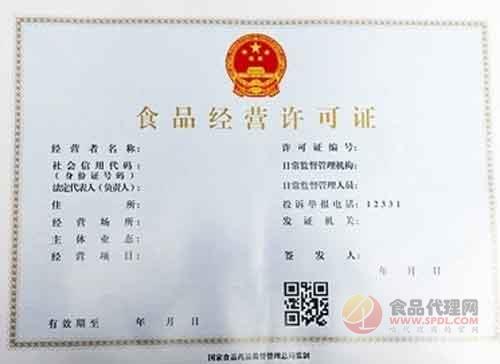 食品经营许可证
经营者名称:
许可证编号:
社会信用代码:
(身份证号码)
日常监督管理机构:
法定代表人(负责人):
日常监督管理人员:
住所:
投诉举报电话:12331
经营场所:
发证机关:
主体业态:
经营项目:
签发人:
年 月 日
有效期至 年 月 日
食品代理网
WWW.SPDL.COM
国家食品药品监督管理总局监制